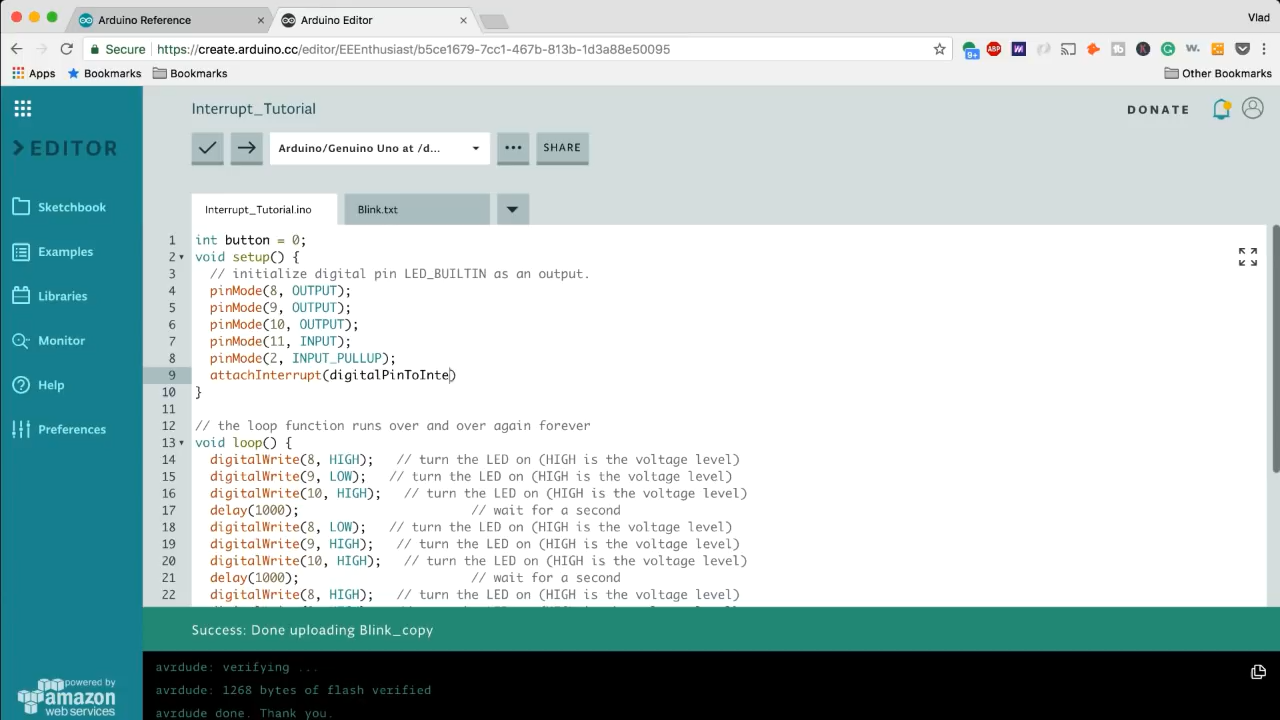 Arduino Reference
Arduino Editor
Vlad
Secure https://create.arduino.cc/editor/EEEnthusiast/b5ce1679-7cc1-467b-813b-1d3a88e50095
9+
ABP
Apps Bookmarks Bookmarks Other Bookmarks
EDITOR
Sketchbook
Examples
Libraries
Monitor
Help
Preferences
powered by
amazon
web services
Interrupt_Tutorial
DONATE
Arduino/Genuino Uno at /d...
SHARE
Interrupt_Tutorial.ino
Blink.txt
1 int button = 0;
2 void setup() {
3 // initialize digital pin LED_BUILTIN as an output.
4 pinMode(8, OUTPUT);
5 pinMode(9, OUTPUT);
6 pinMode(10, OUTPUT);
7 pinMode(11, INPUT);
8 pinMode(2, INPUT_PULLUP);
9 attachInterrupt(digitalPinToInte)
10 }
11
12 // the loop function runs over and over again forever
13 void loop() {
14 digitalWrite(8, HIGH); // turn the LED on (HIGH is the voltage level)
15 digitalWrite(9, LOW); // turn the LED on (HIGH is the voltage level)
16 digitalWrite(10, HIGH); // turn the LED on (HIGH is the voltage level)
17 delay(1000); // wait for a second
18 digitalWrite(8, LOW); // turn the LED on (HIGH is the voltage level)
19 digitalWrite(9, HIGH); // turn the LED on (HIGH is the voltage level)
20 digitalWrite(10, HIGH); // turn the LED on (HIGH is the voltage level)
21 delay(1000); // wait for a second
22 digitalWrite(8, HIGH); // turn the LED on (HIGH is the voltage level)
Success: Done uploading Blink_copy
avrdude: verifying ...
avrdude: 1268 bytes of flash verified
avrdude done. Thank you.